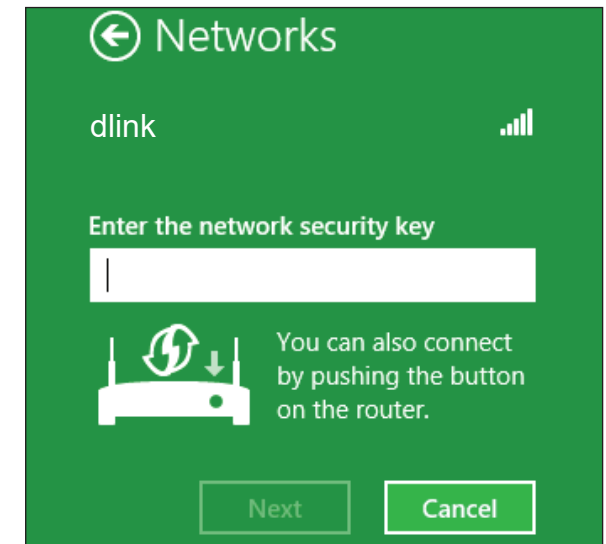 Networks
dlink
Enter the network security key
You can also connect
by pushing the button
on the router.
Next
Cancel